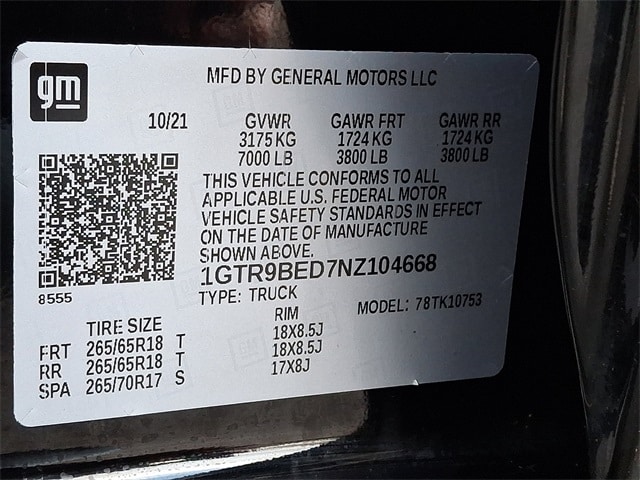 gm
MFD BY GENERAL MOTORS LLC
10/21 GVWR GAWR FRT GAWR RR
3175 KG 1724 KG 1724 KG
7000 LB 3800 LB 3800 LB
THIS VEHICLE CONFORMS TO ALL
APPLICABLE U.S. FEDERAL MOTOR
VEHICLE SAFETY STANDARDS IN EFFECT
ON THE DATE OF MANUFACTURE
SHOWN ABOVE.
1GTR9BED7NZ104668
8555
TYPE: TRUCK MODEL: 78TK10753
TIRE SIZE RIM
FRT 265/65R18 T 18X8.5J
RR 265/65R18 T 18X8.5J
SPA 265/70R17 S 17X8J